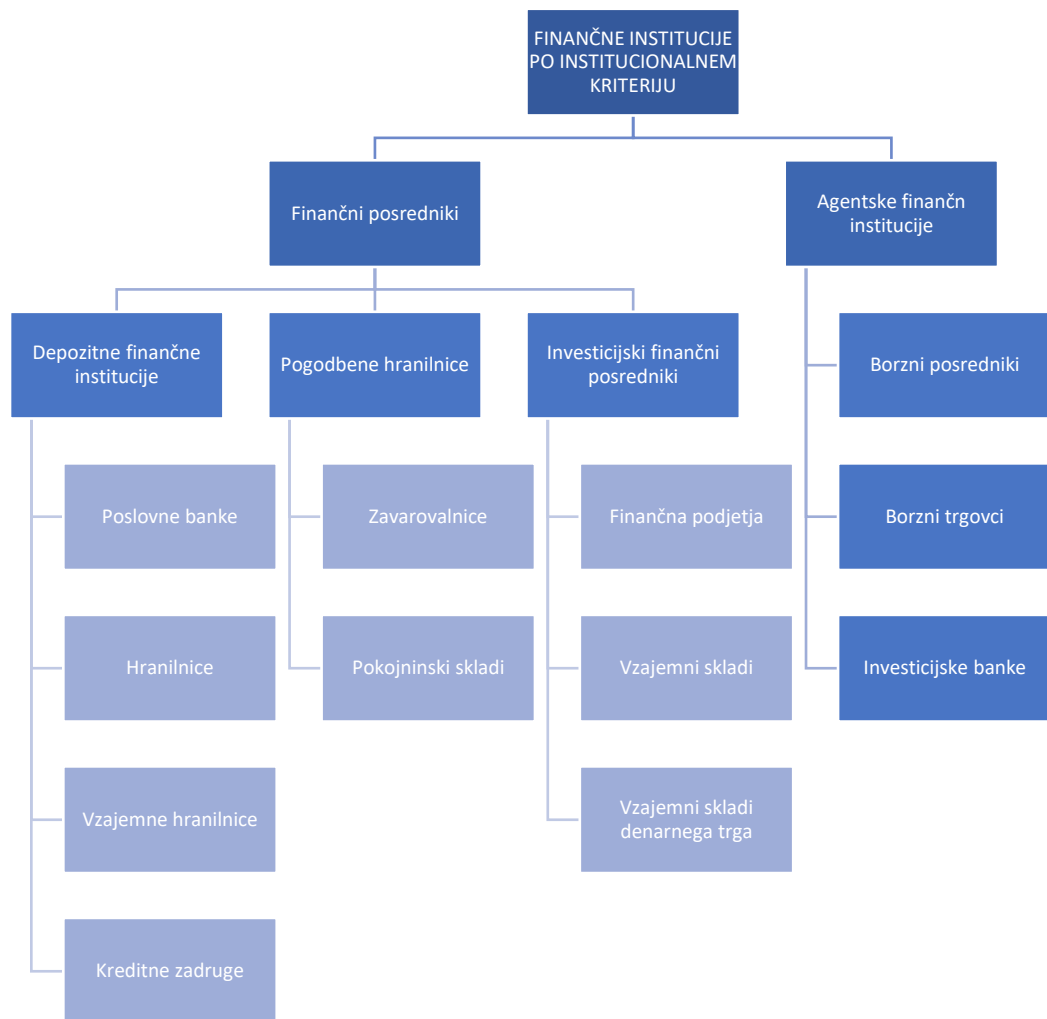 FINANČNE INSTITUCIJE
PO INSTITUCIONALNEM
KRITERIJU
Finančni posredniki
Agentske finančn
institucije
Depozitne finančne
institucije
Pogodbene hranilnice
Investicijski finančni
posredniki
Borzni posredniki
Poslovne banke
Zavarovalnice
Finančna podjetja
Borzni trgovci
Hranilnice
Pokojninski skladi
Vzajemni skladi
Investicijske banke
Vzajemne hranilnice
Vzajemni skladi
denarnega trga
Kreditne zadruge